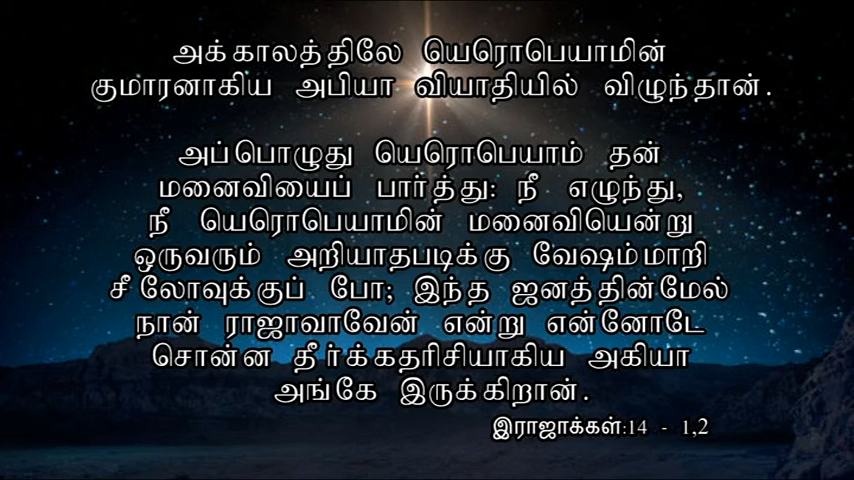 அக்காலத்திலே யெரொபெயாமின்
குமாரனாகிய அபியா வியாதியில் விழுந்தான்.
அப்பொழுது யெரொபெயாம் தன்
மனைவியைப் பார்த்து: நீ எழுந்து,
நீ யெரொபெயாமின் மனைவியென்று
ஒருவரும் அறியாதபடிக்கு வேஷம்மாறி
சீலோவுக்குப் போ; இந்த ஜனத்தின்மேல்
நான் ராஜாவாவேன் என்று என்னோடே
சொன்ன தீர்க்கதரிசியாகிய அகியா
அங்கே இருக்கிறான்.
இராஜாக்கள்:14 - 1,2